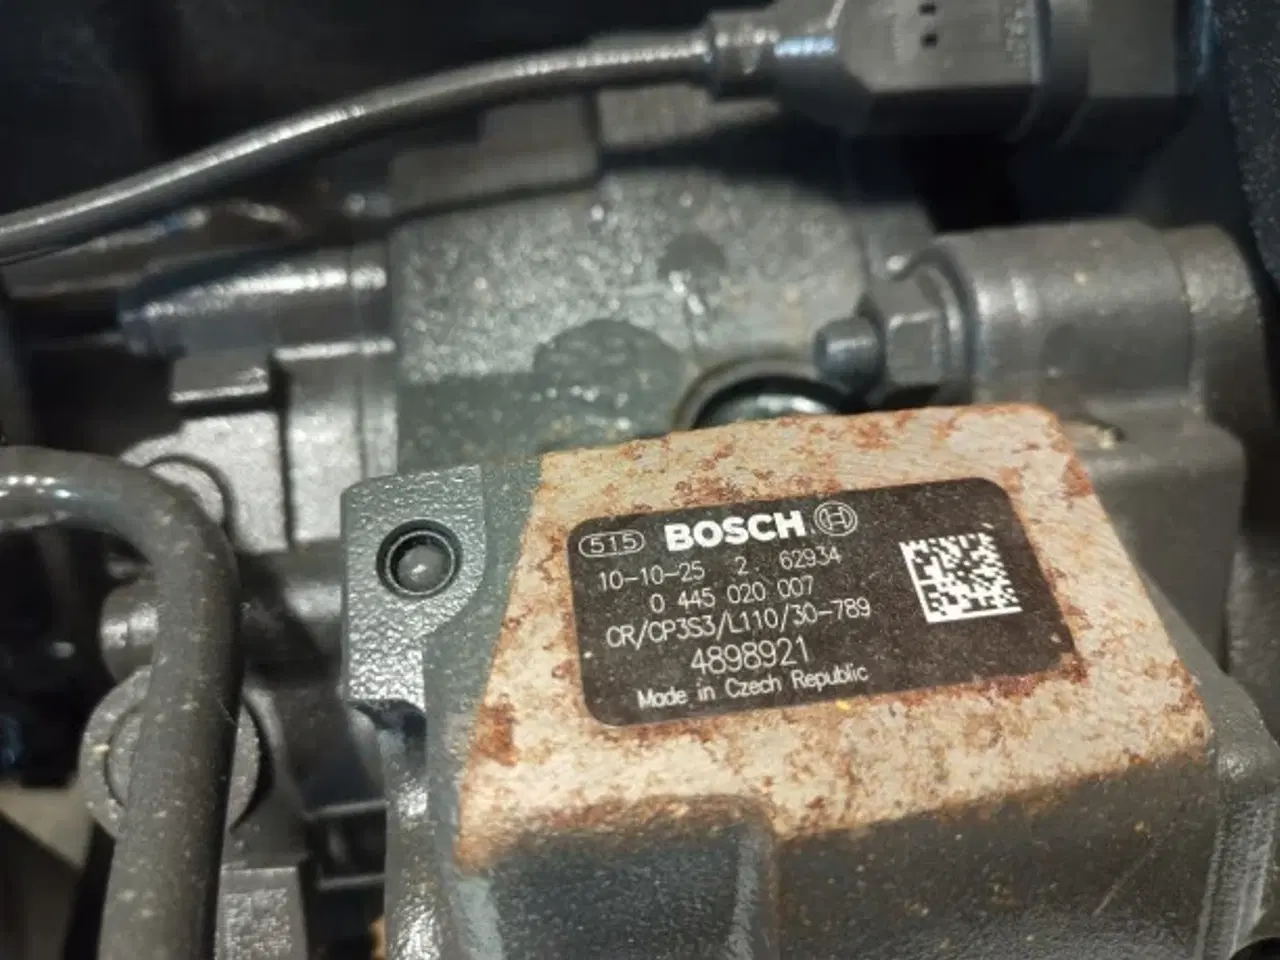 515 BOSCH
10-10-25 2 62934
0 445 020 007
CR/CP3S3/L110/30-789
4898921
Made in Czech Republic